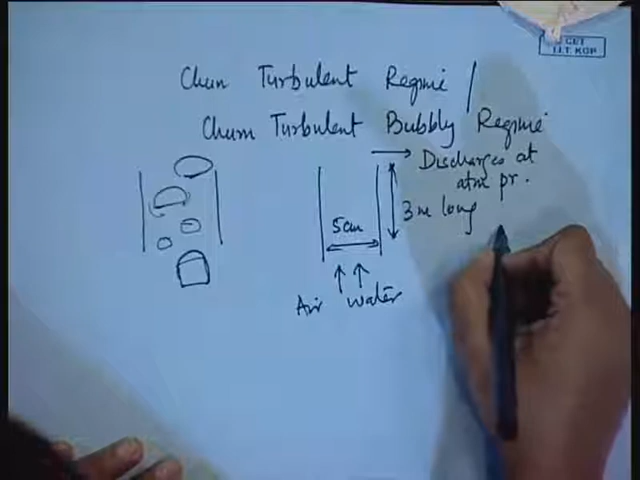 Churn Turbulent Regime /
Churn Turbulent Bubbly Regime
Discharges at
atm pr.
3m long
5cm
Air water
CET
I.I.T. KGP